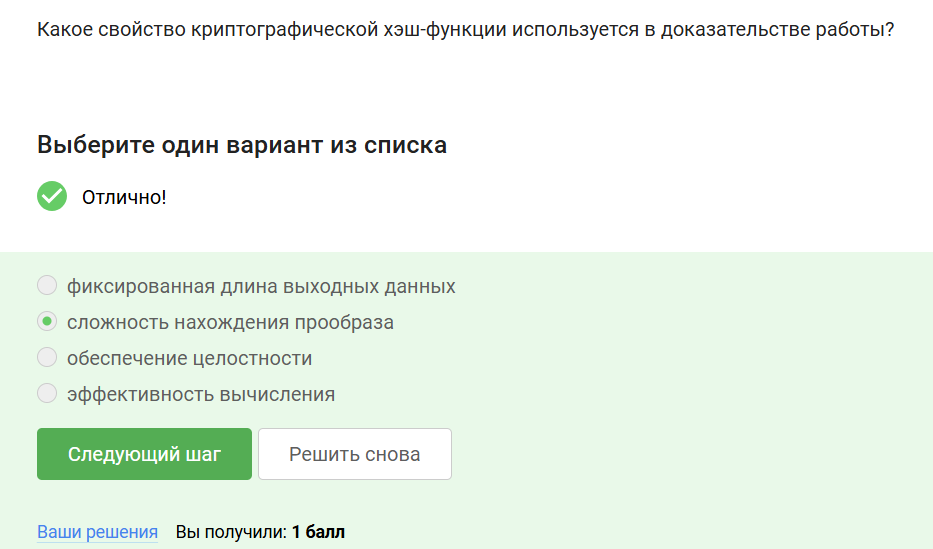 Какое свойство криптографической хэш-функции используется в доказательстве работы?
Выберите один вариант из списка
Отлично!
фиксированная длина выходных данных
сложность нахождения прообраза
обеспечение целостности
эффективность вычисления
Следующий шаг Решить снова
Ваши решения Вы получили: 1 балл